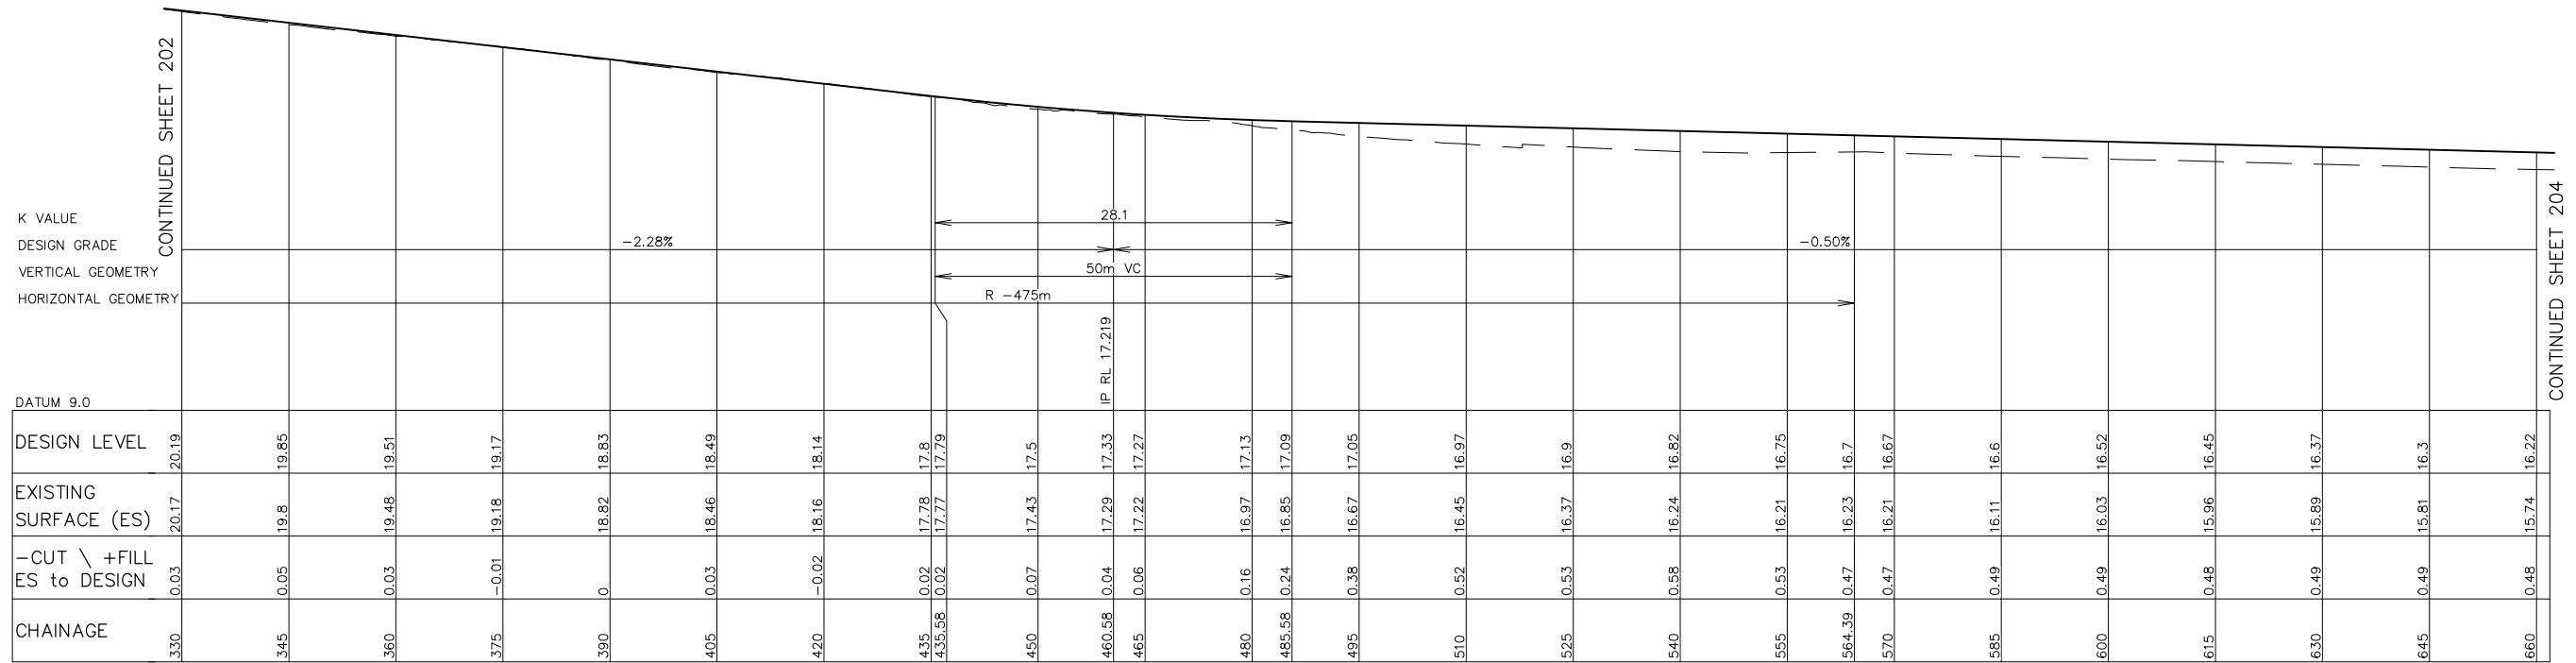 CONTINUED SHEET 202
K VALUE 28.1
DESIGN GRADE -2.28% -0.50%
VERTICAL GEOMETRY 50m VC
HORIZONTAL GEOMETRY R -475m
IP RL 17.219
CONTINUED SHEET 204
DATUM 9.0
DESIGN LEVEL 20.19 19.85 19.51 19.17 18.83 18.49 18.14 17.8 17.79 17.5 17.33 17.27 17.13 17.09 17.05 16.97 16.9 16.82 16.75 16.7 16.67 16.6 16.52 16.45 16.37 16.3 16.22
EXISTING
SURFACE (ES) 20.17 19.8 19.48 19.18 18.82 18.46 18.16 17.78 17.77 17.43 17.29 17.22 16.97 16.85 16.67 16.45 16.37 16.24 16.21 16.23 16.21 16.11 16.03 15.96 15.89 15.81 15.74
-CUT \ +FILL
ES to DESIGN 0.03 0.05 0.03 -0.01 0 0.03 -0.02 0.02 0.02 0.07 0.04 0.06 0.16 0.24 0.38 0.52 0.53 0.58 0.53 0.47 0.47 0.49 0.49 0.48 0.49 0.49 0.48
CHAINAGE 330 345 360 375 390 405 420 435 435.58 450 460.58 465 480 485.58 495 510 525 540 555 564.39 570 585 600 615 630 645 660